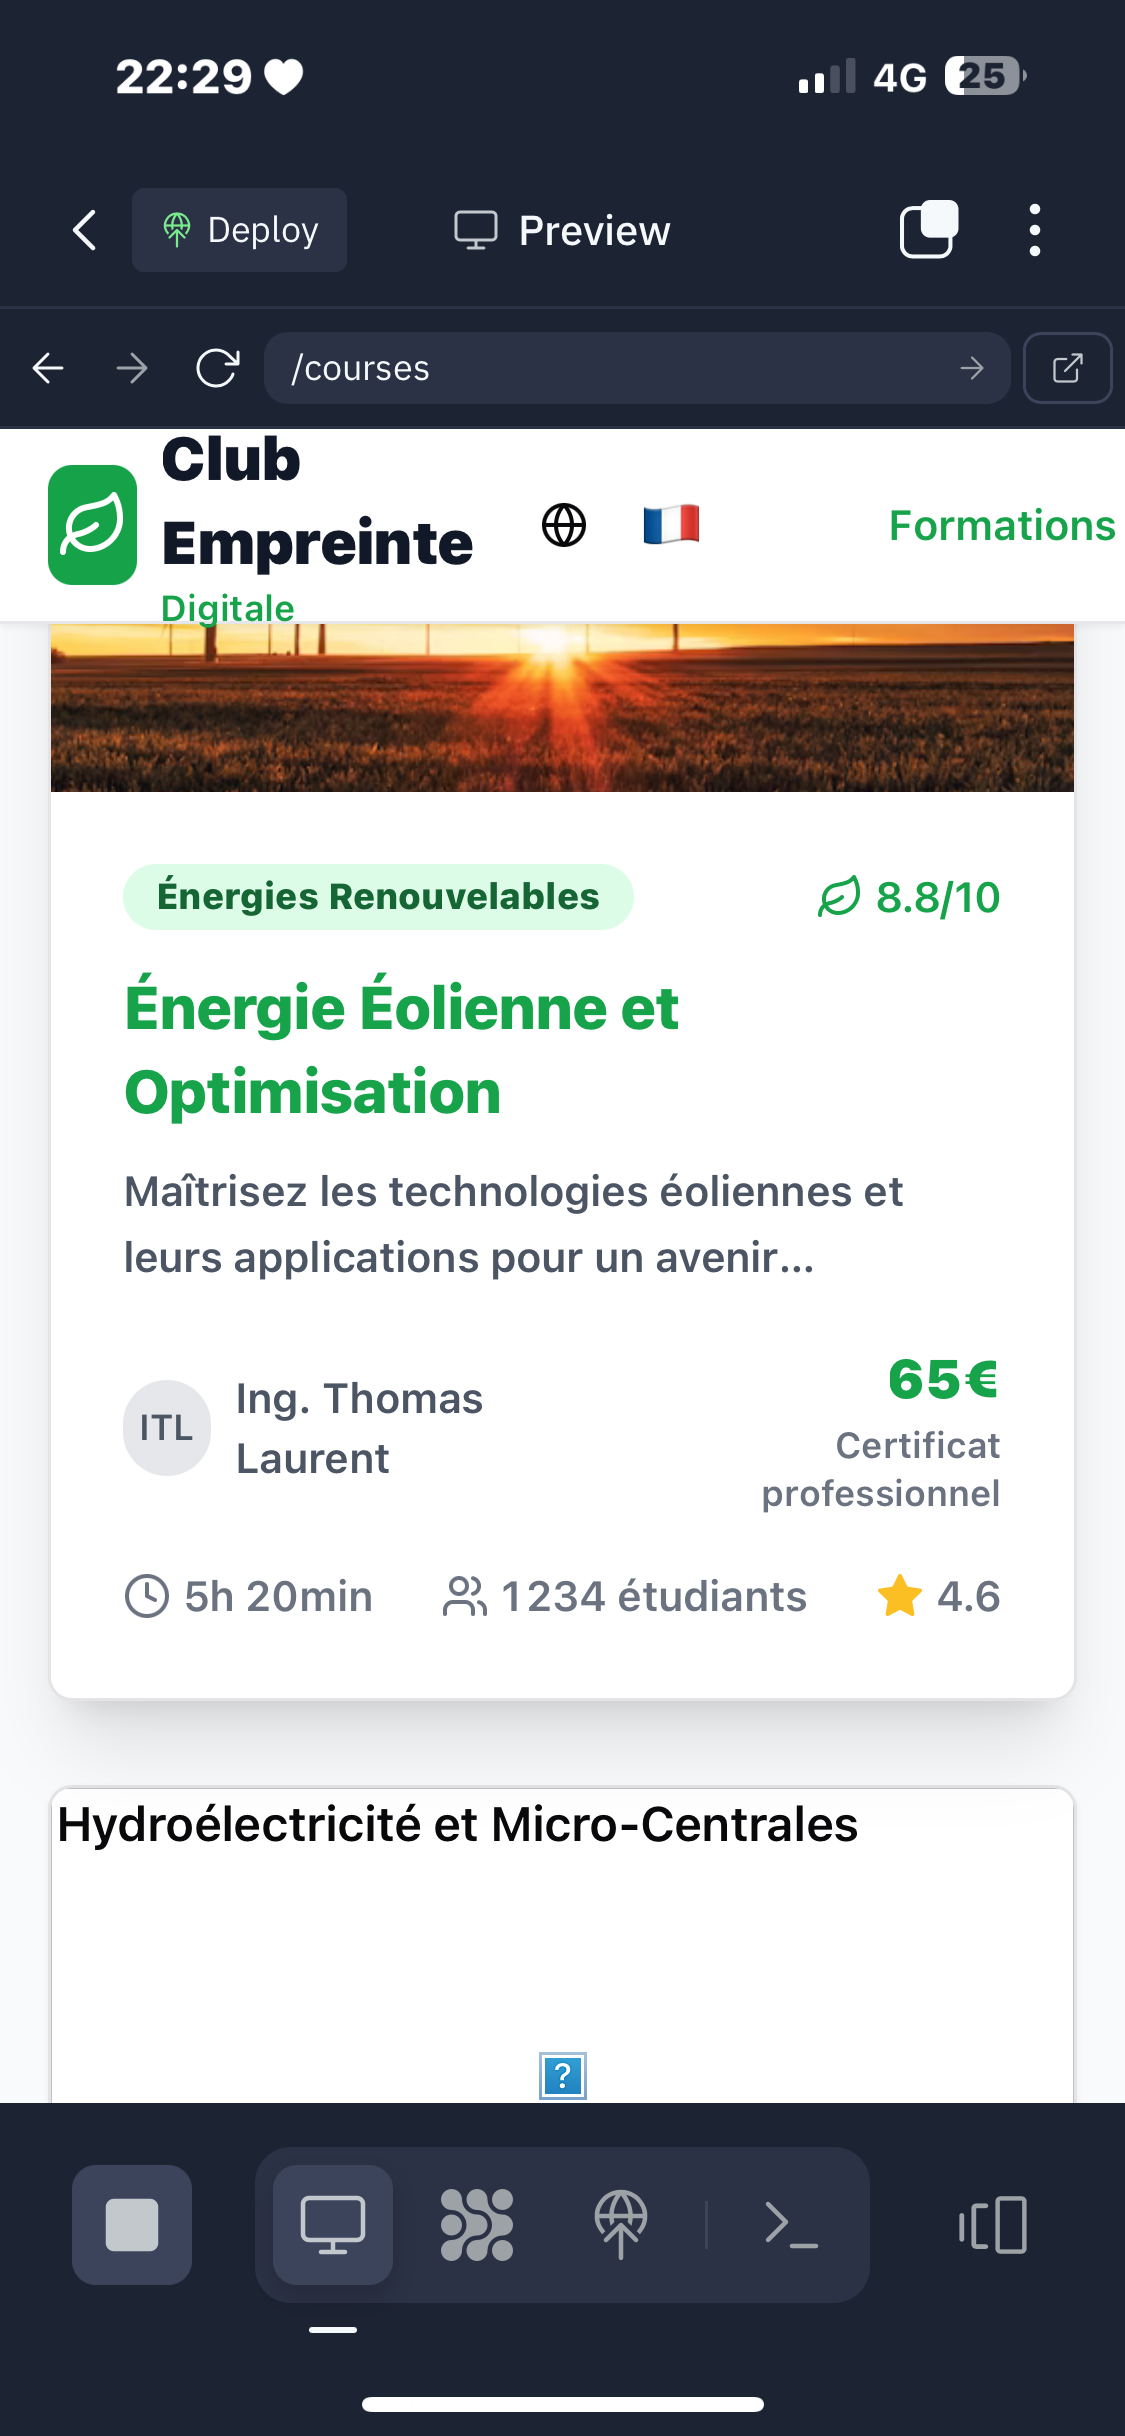 22:29
4G 25
Deploy
Preview
/courses
Club
Empreinte
Digitale
Formations
Énergies Renouvelables
8.8/10
Énergie Éolienne et
Optimisation
Maîtrisez les technologies éoliennes et
leurs applications pour un avenir...
ITL
Ing. Thomas
Laurent
65€
Certificat
professionnel
5h 20min
1 234 étudiants
4.6
Hydroélectricité et Micro-Centrales
?